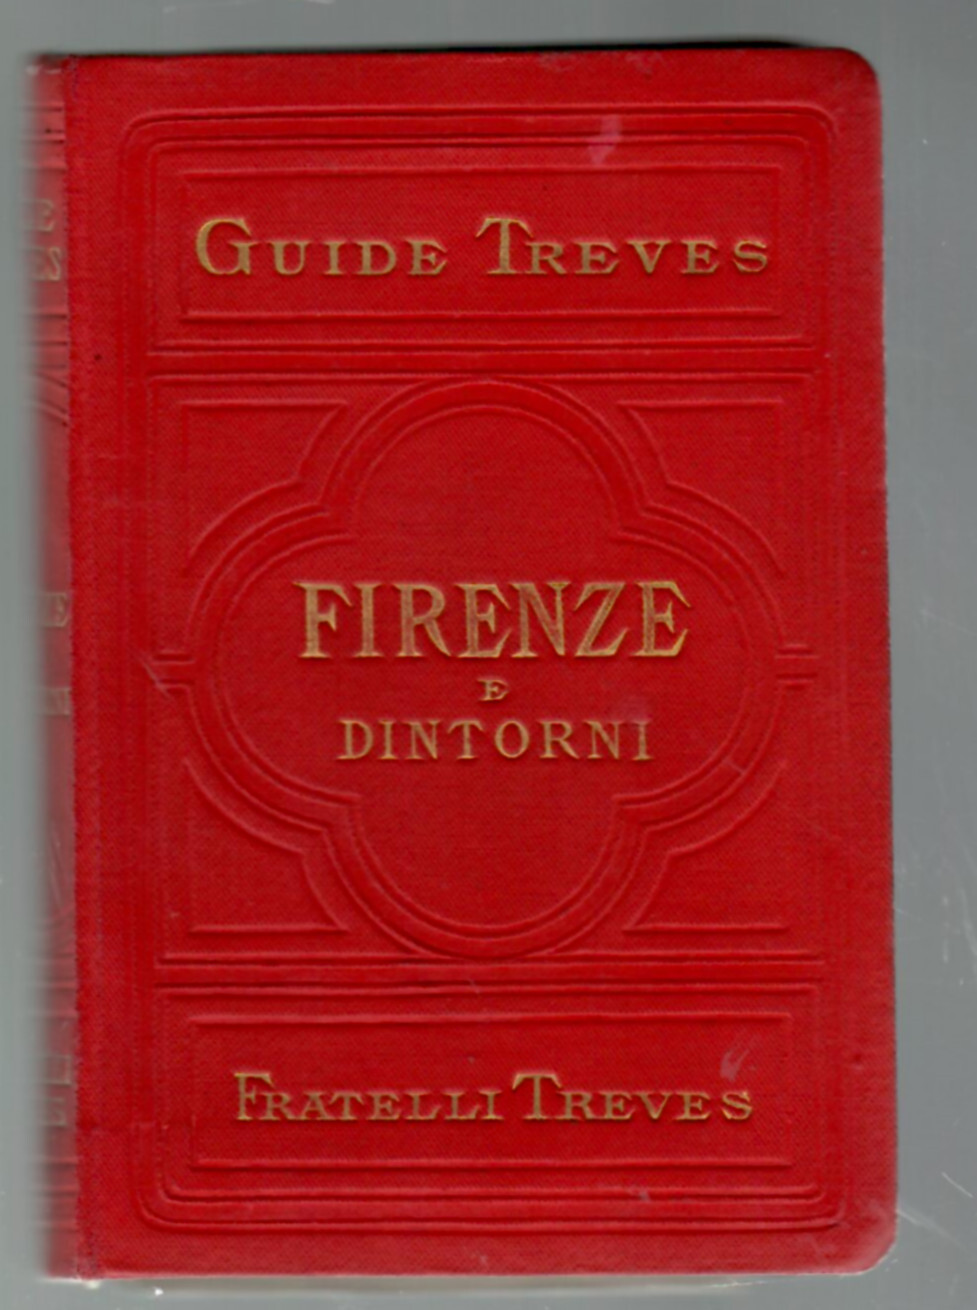 GUIDE TREVES
FIRENZE
E
DINTORNI
FRATELLI TREVES